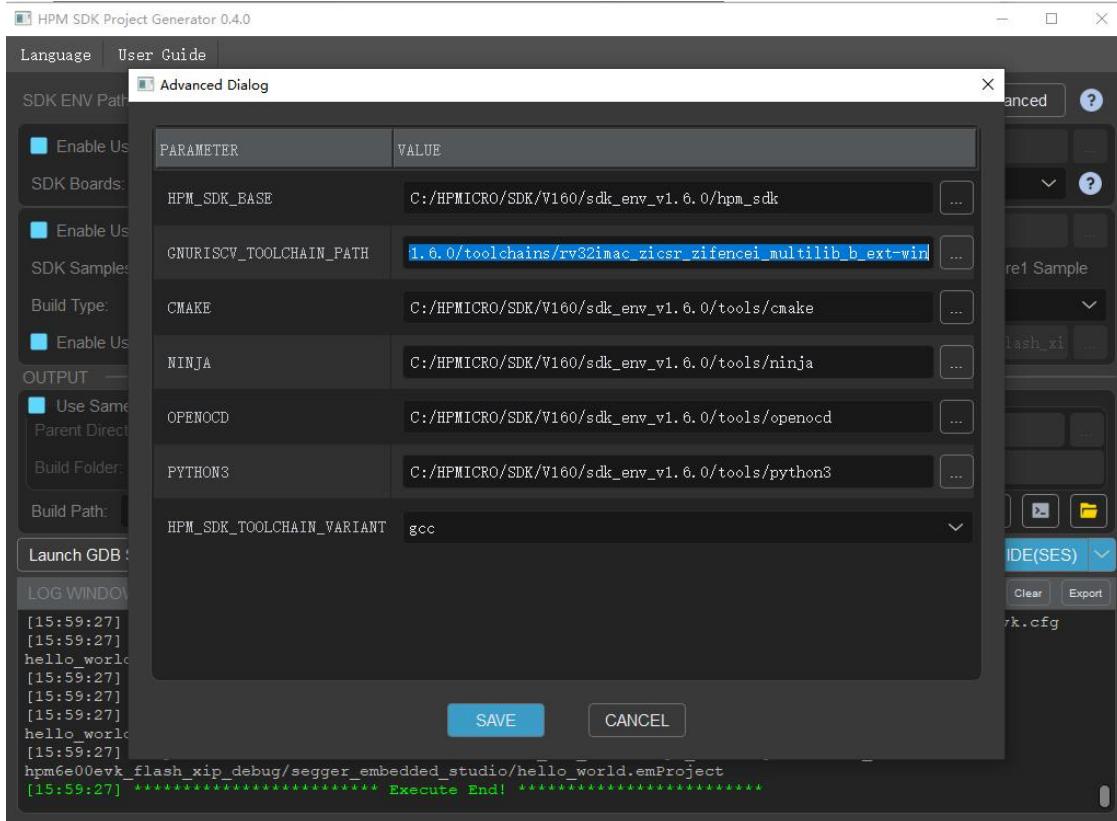 HPM SDK Project Generator 0.4.0
Language User Guide
Advanced Dialog
SDK ENV Path
anced ?
Enable Us
...
PARAMETER VALUE
SDK Boards:
?
HPM_SDK_BASE C:/HPMICRO/SDK/V160/sdk_env_v1.6.0/hpm_sdk ...
Enable Us
...
GNURISCV_TOOLCHAIN_PATH 1.6.0/toolchains/rv32imac_zicsr_zifencei_multilib_b_ext-win ...
SDK Samples
re1 Sample
Build Type:
CMAKE C:/HPMICRO/SDK/V160/sdk_env_v1.6.0/tools/cmake ...
Enable Us
lash_xi ...
NINJA C:/HPMICRO/SDK/V160/sdk_env_v1.6.0/tools/ninja ...
OUTPUT
Use Same
OPENOCD C:/HPMICRO/SDK/V160/sdk_env_v1.6.0/tools/openocd ...
Parent Direct
...
Build Folder:
PYTHON3 C:/HPMICRO/SDK/V160/sdk_env_v1.6.0/tools/python3 ...
Build Path:
HPM_SDK_TOOLCHAIN_VARIANT gcc
Launch GDB S
IDE(SES)
LOG WINDOW
Clear Export
[15:59:27]
vk.cfg
[15:59:27]
hello_world
[15:59:27]
[15:59:27]
[15:59:27]
SAVE CANCEL
hello_world
[15:59:27]
hpm6e00evk_flash_xip_debug/segger_embedded_studio/hello_world.emProject
[15:59:27] ************************* Execute End! *************************